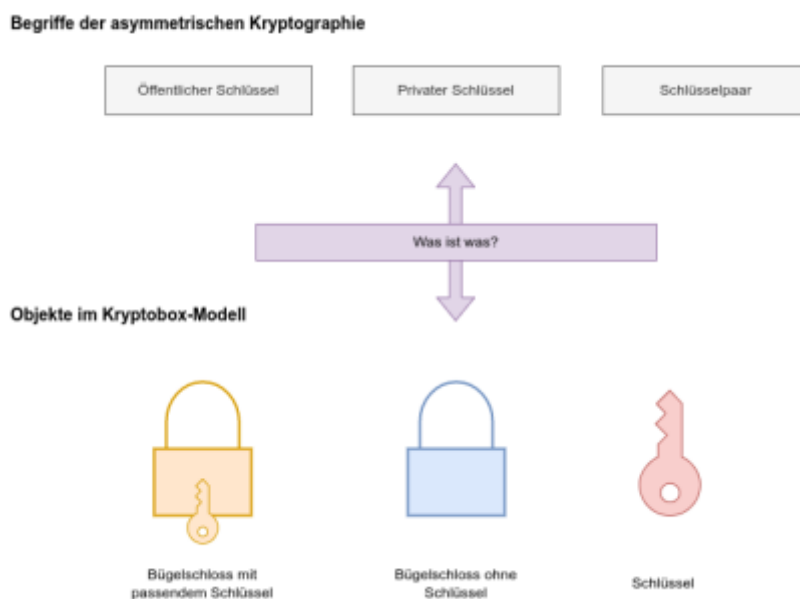 Begriffe der asymmetrischen Kryptographie
Öffentlicher Schlüssel
Privater Schlüssel
Schlüsselpaar
Was ist was?
Objekte im Kryptobox-Modell
Bügelschloss mit
passendem Schlüssel
Bügelschloss ohne
Schlüssel
Schlüssel